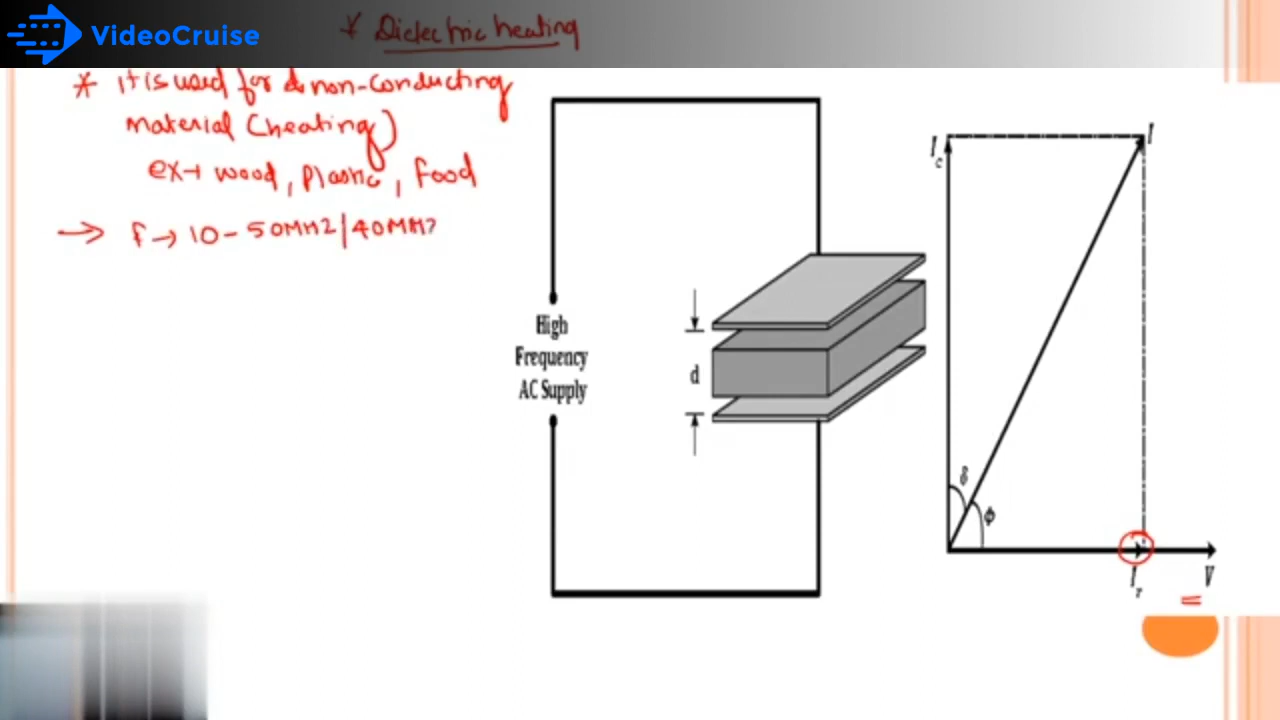 VideoCruise
* Dielectric heating
* It is used for non-conducting
material (heating)
ex→ wood, Plastic, Food
⇒ f → 10 - 50MHZ/40MHZ
High
Frequency
AC Supply
d
Ic
I
δ
Φ
Ir
V